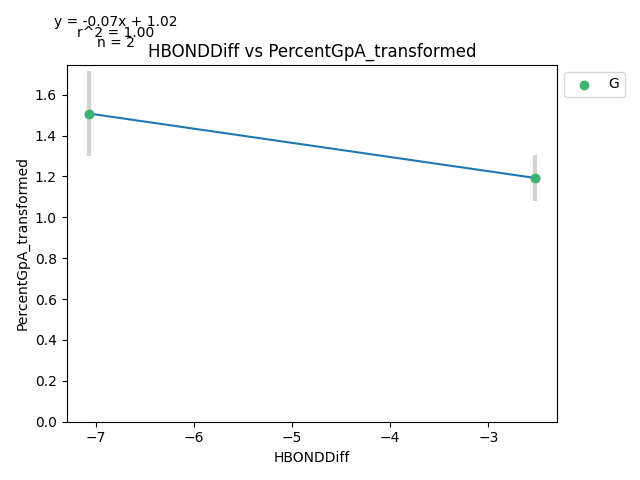 y = -0.07x + 1.02
r^2 = 1.00
n = 2
HBONDDiff vs PercentGpA_transformed
G
PercentGpA_transformed
1.6
1.4
1.2
1.0
0.8
0.6
0.4
0.2
0.0
−7
−6
−5
−4
−3
HBONDDiff